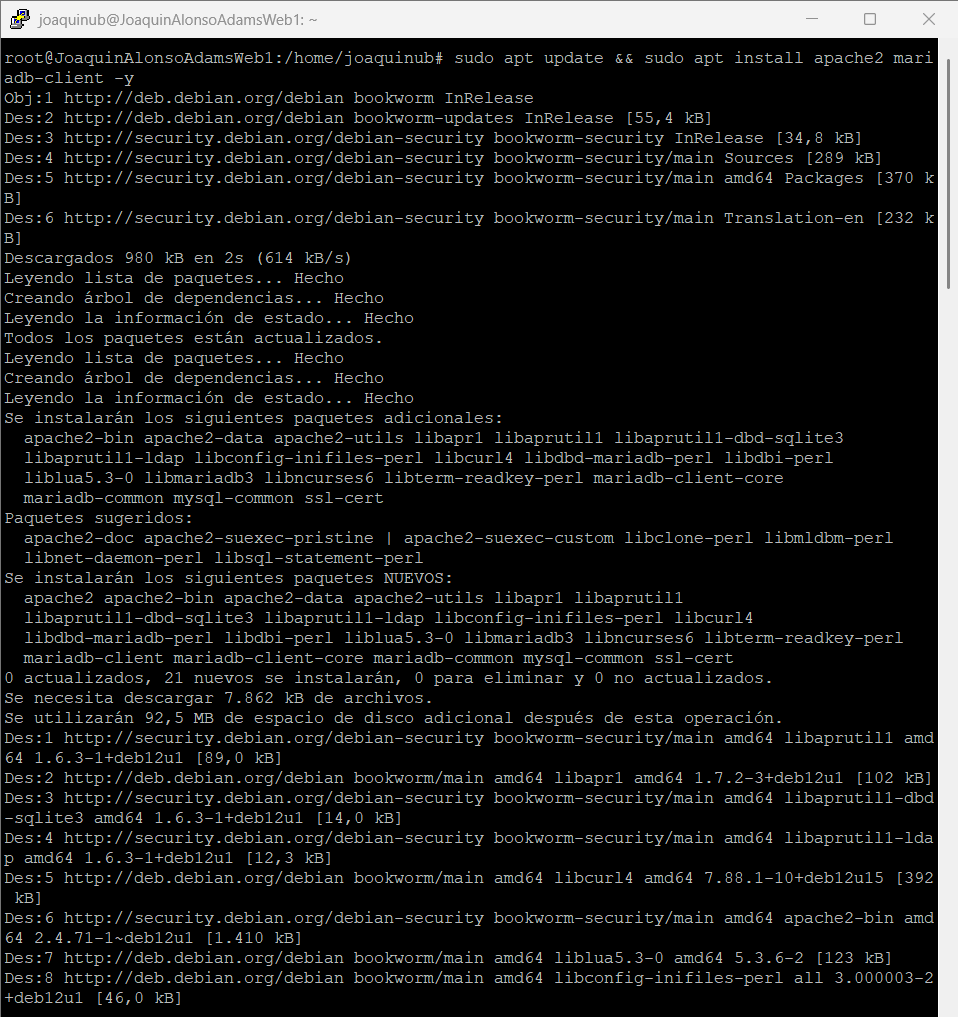 joaquinub@JoaquinAlonsoAdamsWeb1: ~
root@JoaquinAlonsoAdamsWeb1:/home/joaquinub# sudo apt update && sudo apt install apache2 mari
adb-client -y
Obj:1 http://deb.debian.org/debian bookworm InRelease
Des:2 http://deb.debian.org/debian bookworm-updates InRelease [55,4 kB]
Des:3 http://security.debian.org/debian-security bookworm-security InRelease [34,8 kB]
Des:4 http://security.debian.org/debian-security bookworm-security/main Sources [289 kB]
Des:5 http://security.debian.org/debian-security bookworm-security/main amd64 Packages [370 k
B]
Des:6 http://security.debian.org/debian-security bookworm-security/main Translation-en [232 k
B]
Descargados 980 kB en 2s (614 kB/s)
Leyendo lista de paquetes... Hecho
Creando árbol de dependencias... Hecho
Leyendo la información de estado... Hecho
Todos los paquetes están actualizados.
Leyendo lista de paquetes... Hecho
Creando árbol de dependencias... Hecho
Leyendo la información de estado... Hecho
Se instalarán los siguientes paquetes adicionales:
  apache2-bin apache2-data apache2-utils libapr1 libaprutil1 libaprutil1-dbd-sqlite3
  libaprutil1-ldap libconfig-inifiles-perl libcurl4 libdbd-mariadb-perl libdbi-perl
  liblua5.3-0 libmariadb3 libncurses6 libterm-readkey-perl mariadb-client-core
  mariadb-common mysql-common ssl-cert
Paquetes sugeridos:
  apache2-doc apache2-suexec-pristine | apache2-suexec-custom libclone-perl libmldbm-perl
  libnet-daemon-perl libsql-statement-perl
Se instalarán los siguientes paquetes NUEVOS:
  apache2 apache2-bin apache2-data apache2-utils libapr1 libaprutil1
  libaprutil1-dbd-sqlite3 libaprutil1-ldap libconfig-inifiles-perl libcurl4
  libdbd-mariadb-perl libdbi-perl liblua5.3-0 libmariadb3 libncurses6 libterm-readkey-perl
  mariadb-client mariadb-client-core mariadb-common mysql-common ssl-cert
0 actualizados, 21 nuevos se instalarán, 0 para eliminar y 0 no actualizados.
Se necesita descargar 7.862 kB de archivos.
Se utilizarán 92,5 MB de espacio de disco adicional después de esta operación.
Des:1 http://security.debian.org/debian-security bookworm-security/main amd64 libaprutil1 amd
64 1.6.3-1+deb12u1 [89,0 kB]
Des:2 http://deb.debian.org/debian bookworm/main amd64 libapr1 amd64 1.7.2-3+deb12u1 [102 kB]
Des:3 http://security.debian.org/debian-security bookworm-security/main amd64 libaprutil1-dbd
-sqlite3 amd64 1.6.3-1+deb12u1 [14,0 kB]
Des:4 http://security.debian.org/debian-security bookworm-security/main amd64 libaprutil1-lda
p amd64 1.6.3-1+deb12u1 [12,3 kB]
Des:5 http://deb.debian.org/debian bookworm/main amd64 libcurl4 amd64 7.88.1-10+deb12u15 [392
 kB]
Des:6 http://security.debian.org/debian-security bookworm-security/main amd64 apache2-bin amd
64 2.4.71-1~deb12u1 [1.410 kB]
Des:7 http://deb.debian.org/debian bookworm/main amd64 liblua5.3-0 amd64 5.3.6-2 [123 kB]
Des:8 http://deb.debian.org/debian bookworm/main amd64 libconfig-inifiles-perl all 3.000003-2
+deb12u1 [46,0 kB]